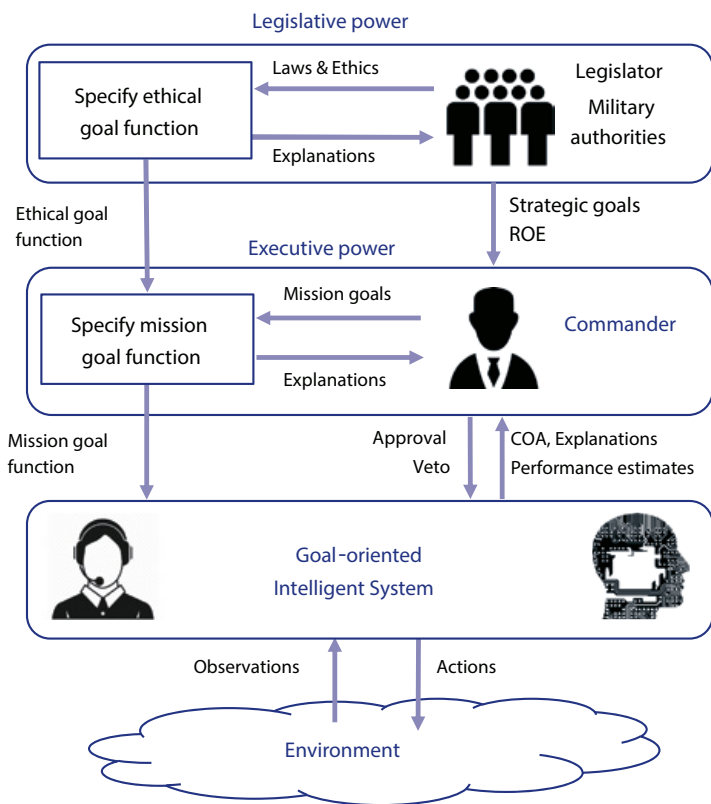 Legislative power
Laws & Ethics
Specify ethical
goal function
Explanations
Legislator
Military
authorities
Ethical goal
function
Strategic goals
ROE
Executive power
Mission goals
Specify mission
goal function
Explanations
Commander
Mission goal
function
Approval
Veto
COA, Explanations
Performance estimates
Goal-oriented
Intelligent System
Observations
Actions
Environment